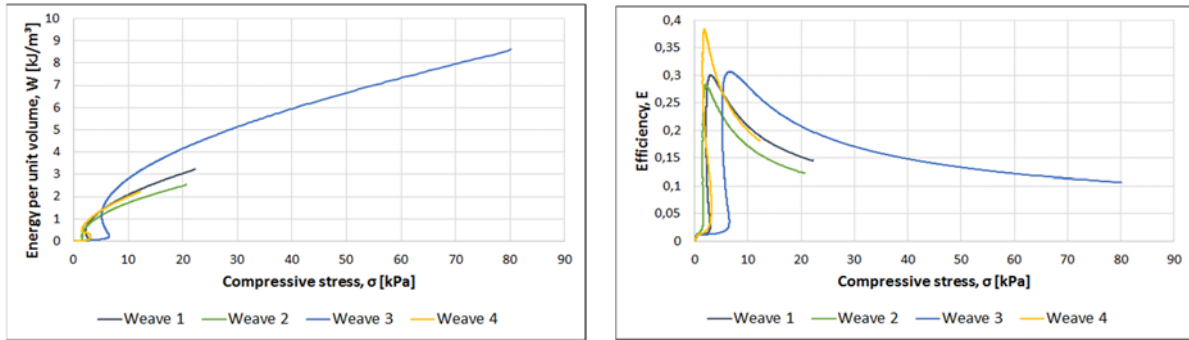 Energy per unit volume, W [kJ/m³]
10
9
8
7
6
5
4
3
2
1
0
0 10 20 30 40 50 60 70 80 90
Compressive stress, σ [kPa]
Weave 1 Weave 2 Weave 3 Weave 4
Efficiency, E
0,4
0,35
0,3
0,25
0,2
0,15
0,1
0,05
0
0 10 20 30 40 50 60 70 80 90
Compressive stress, σ [kPa]
Weave 1 Weave 2 Weave 3 Weave 4